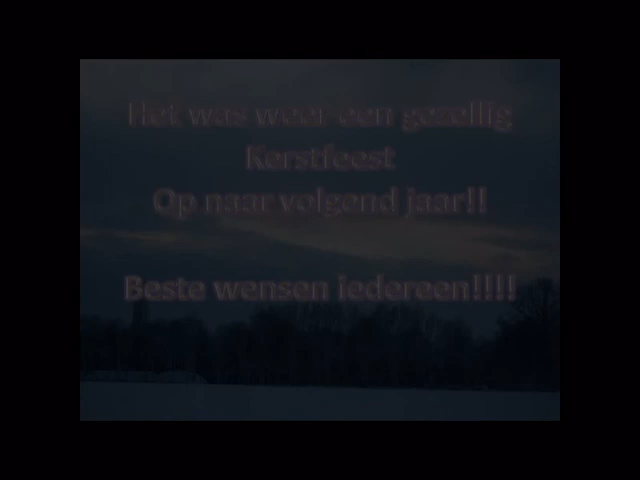 Het was weer een gezellig
Kerstfeest
Op naar volgend jaar!!
Beste wensen iedereen!!!!